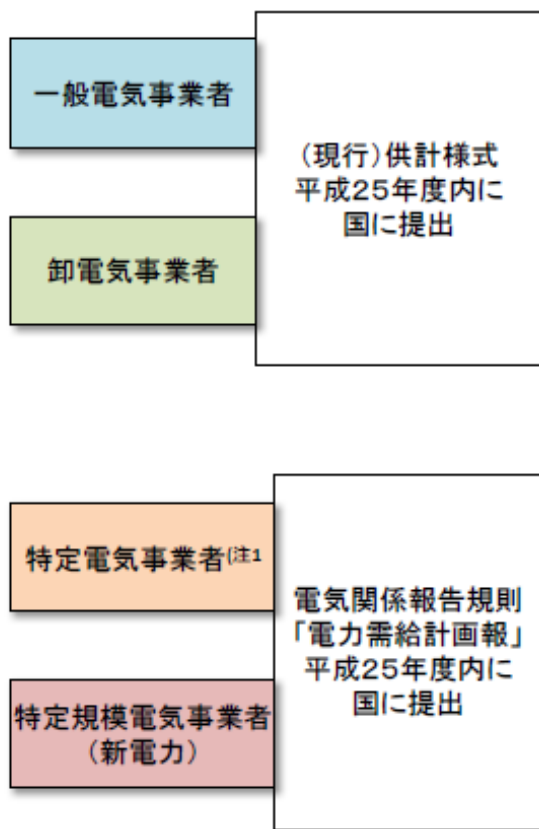 一般電気事業者
(現行)供計様式
平成25年度内に
国に提出
卸電気事業者
特定電気事業者(注1
電気関係報告規則
「電力需給計画報」
平成25年度内に
国に提出
特定規模電気事業者
(新電力)